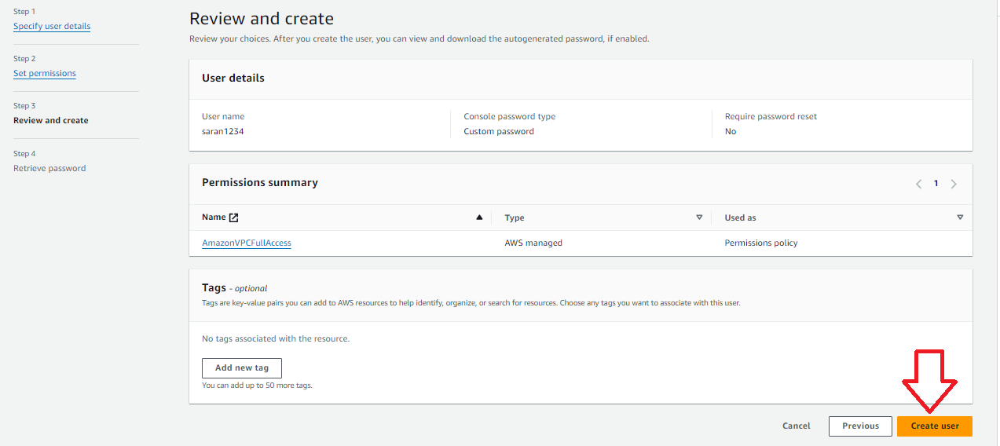 Step 1
Specify user details
Step 2
Set permissions
Step 3
Review and create
Step 4
Retrieve password
Review and create
Review your choices. After you create the user, you can view and download the autogenerated password, if enabled.
User details
User name
saran1234
Console password type
Custom password
Require password reset
No
Permissions summary
1
Name Type Used as
AmazonVPCFullAccess AWS managed Permissions policy
Tags - optional
Tags are key-value pairs you can add to AWS resources to help identify, organize, or search for resources. Choose any tags you want to associate with this user.
No tags associated with the resource.
Add new tag
You can add up to 50 more tags.
Cancel Previous Create user